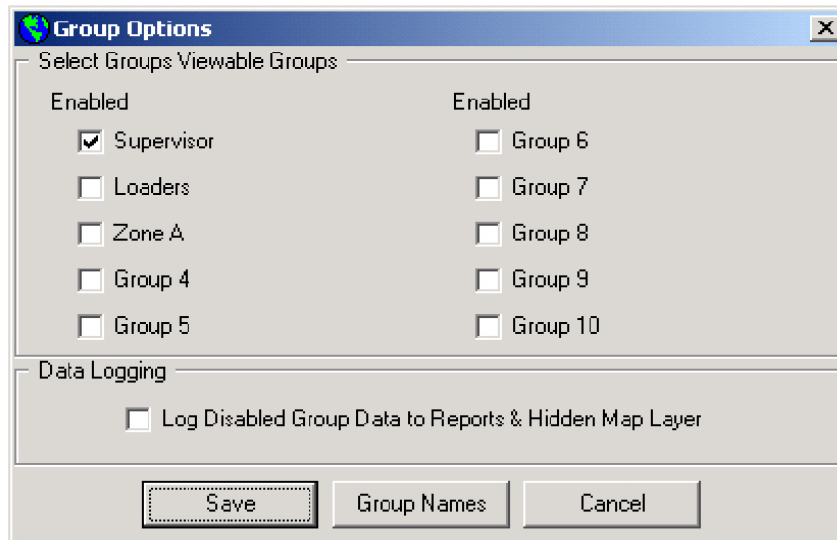 Group Options
Select Groups Viewable Groups
Enabled
Supervisor
Loaders
Zone A
Group 4
Group 5
Enabled
Group 6
Group 7
Group 8
Group 9
Group 10
Data Logging
Log Disabled Group Data to Reports & Hidden Map Layer
Save
Group Names
Cancel